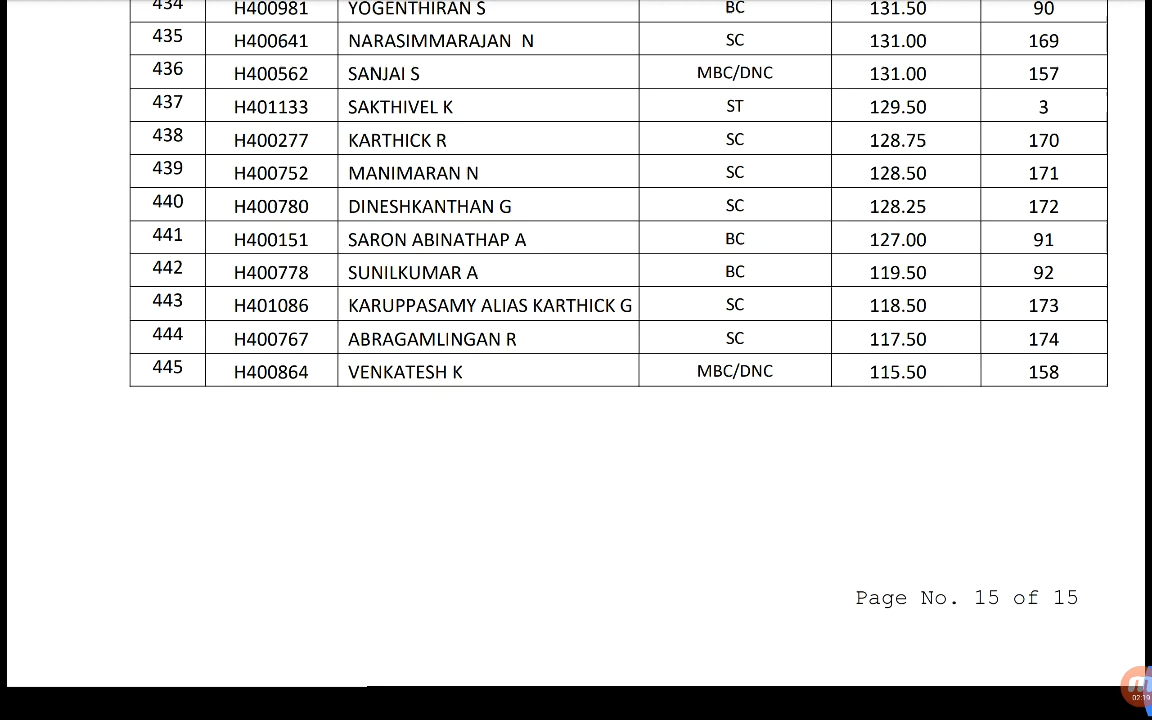 434 H400981 YOGENTHIRAN S BC 131.50 90
435 H400641 NARASIMMARAJAN N SC 131.00 169
436 H400562 SANJAI S MBC/DNC 131.00 157
437 H401133 SAKTHIVEL K ST 129.50 3
438 H400277 KARTHICK R SC 128.75 170
439 H400752 MANIMARAN N SC 128.50 171
440 H400780 DINESHKANTHAN G SC 128.25 172
441 H400151 SARON ABINATHAP A BC 127.00 91
442 H400778 SUNILKUMAR A BC 119.50 92
443 H401086 KARUPPASAMY ALIAS KARTHICK G SC 118.50 173
444 H400767 ABRAGAMLINGAN R SC 117.50 174
445 H400864 VENKATESH K MBC/DNC 115.50 158
Page No. 15 of 15
02:19